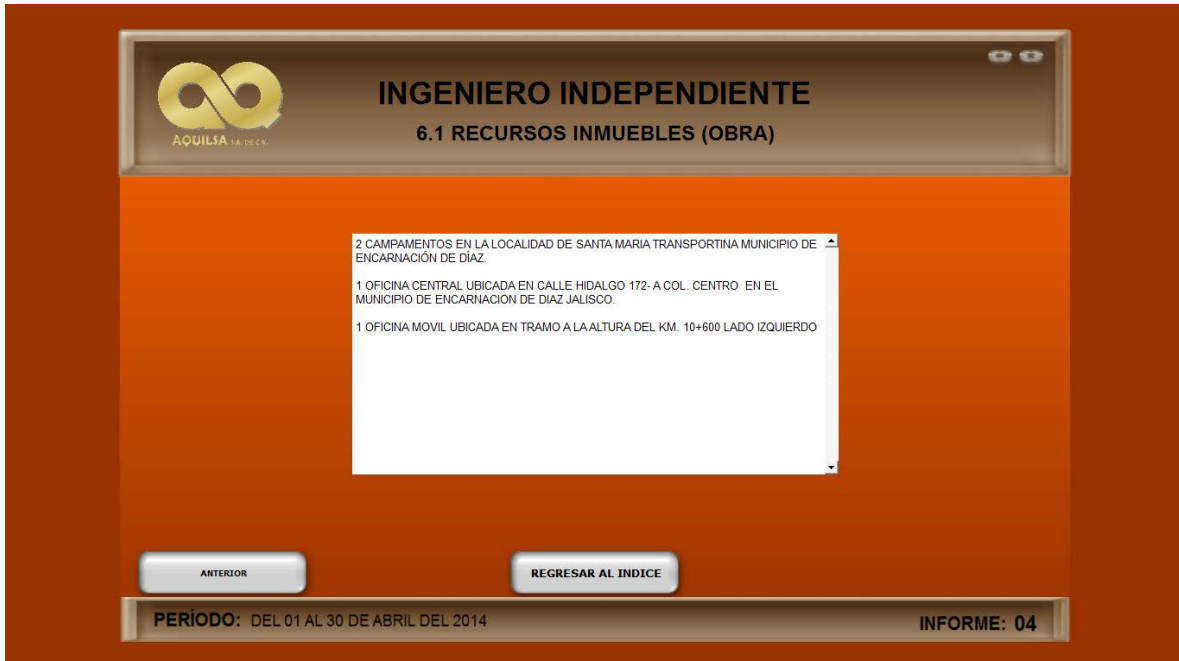 INGENIERO INDEPENDIENTE
6.1 RECURSOS INMUEBLES (OBRA)
AQUILSA S.A. DE C.V.
2 CAMPAMENTOS EN LA LOCALIDAD DE SANTA MARIA TRANSPORTINA MUNICIPIO DE
ENCARNACIÓN DE DÍAZ.
1 OFICINA CENTRAL UBICADA EN CALLE HIDALGO 172- A COL. CENTRO EN EL
MUNICIPIO DE ENCARNACION DE DIAZ JALISCO.
1 OFICINA MOVIL UBICADA EN TRAMO A LA ALTURA DEL KM. 10+600 LADO IZQUIERDO
ANTERIOR
REGRESAR AL INDICE
PERÍODO: DEL 01 AL 30 DE ABRIL DEL 2014
INFORME: 04